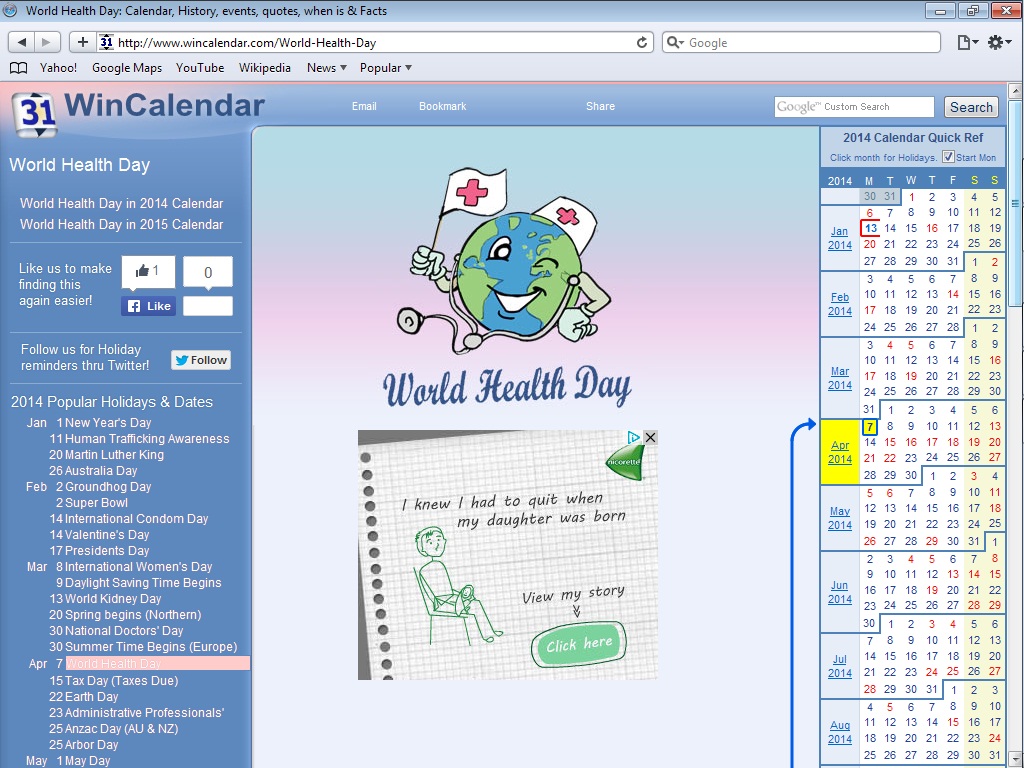 World Health Day: Calendar, History, events, quotes, when is & Facts
31 http://www.wincalendar.com/World-Health-Day
Google
Yahoo! Google Maps YouTube Wikipedia News Popular
31 WinCalendar
Email Bookmark Share
Google™ Custom Search Search
World Health Day
World Health Day in 2014 Calendar
World Health Day in 2015 Calendar
Like us to make
finding this
again easier!
1
0
Like
Follow us for Holiday
reminders thru Twitter!
Follow
2014 Popular Holidays & Dates
Jan 1 New Year's Day
11 Human Trafficking Awareness
20 Martin Luther King
26 Australia Day
Feb 2 Groundhog Day
2 Super Bowl
14 International Condom Day
14 Valentine's Day
17 Presidents Day
Mar 8 International Women's Day
9 Daylight Saving Time Begins
13 World Kidney Day
20 Spring begins (Northern)
30 National Doctors' Day
30 Summer Time Begins (Europe)
Apr 7 World Health Day
15 Tax Day (Taxes Due)
22 Earth Day
23 Administrative Professionals'
25 Anzac Day (AU & NZ)
25 Arbor Day
May 1 May Day
World Health Day
nicorette
I knew I had to quit when
my daughter was born
View my story
Click here
2014 Calendar Quick Ref
Click month for Holidays. Start Mon
2014 M T W T F S S
30 31 1 2 3 4 5
6 7 8 9 10 11 12
Jan 2014
13 14 15 16 17 18 19
20 21 22 23 24 25 26
27 28 29 30 31 1 2
3 4 5 6 7 8 9
Feb 2014
10 11 12 13 14 15 16
17 18 19 20 21 22 23
24 25 26 27 28 1 2
3 4 5 6 7 8 9
Mar 2014
10 11 12 13 14 15 16
17 18 19 20 21 22 23
24 25 26 27 28 29 30
31 1 2 3 4 5 6
7 8 9 10 11 12 13
Apr 2014
14 15 16 17 18 19 20
21 22 23 24 25 26 27
28 29 30 1 2 3 4
5 6 7 8 9 10 11
May 2014
12 13 14 15 16 17 18
19 20 21 22 23 24 25
26 27 28 29 30 31 1
2 3 4 5 6 7 8
Jun 2014
9 10 11 12 13 14 15
16 17 18 19 20 21 22
23 24 25 26 27 28 29
30 1 2 3 4 5 6
7 8 9 10 11 12 13
Jul 2014
14 15 16 17 18 19 20
21 22 23 24 25 26 27
28 29 30 31 1 2 3
4 5 6 7 8 9 10
Aug 2014
11 12 13 14 15 16 17
18 19 20 21 22 23 24
25 26 27 28 29 30 31